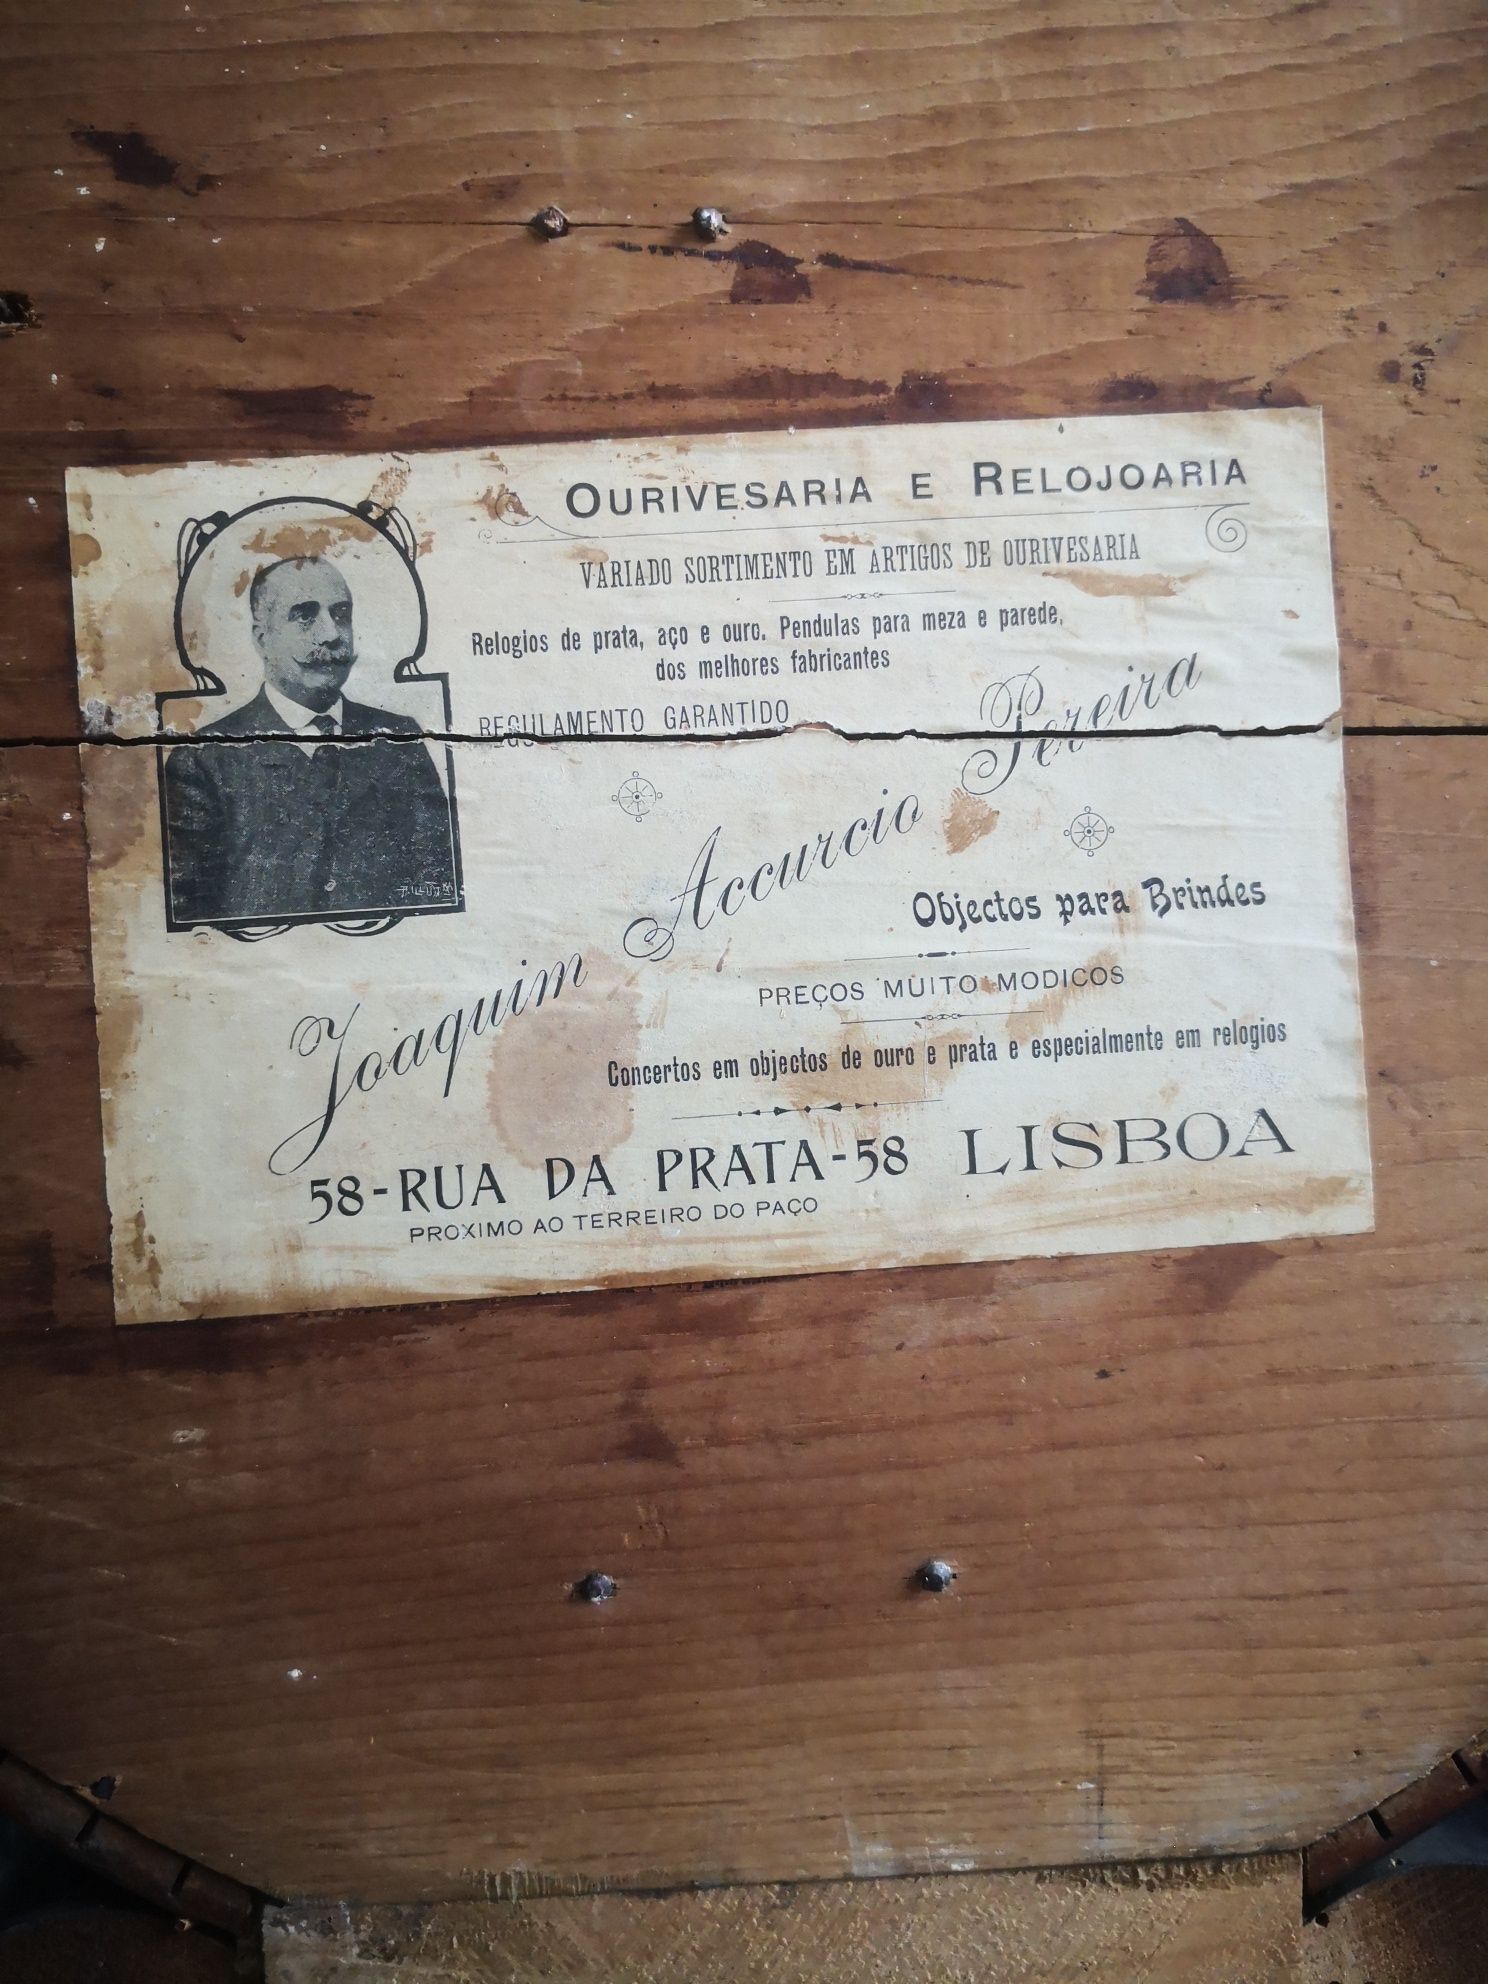 OURIVESARIA E RELOJOARIA
VARIADO SORTIMENTO EM ARTIGOS DE OURIVESARIA
Relogios de prata, aço e ouro. Pendulas para meza e parede,
dos melhores fabricantes
REGULAMENTO GARANTIDO
Joaquim Accurcio Pereira
Objectos para Brindes
PREÇOS MUITO MODICOS
Concertos em objectos de ouro e prata e especialmente em relogios
58-RUA DA PRATA-58 LISBOA
PROXIMO AO TERREIRO DO PAÇO